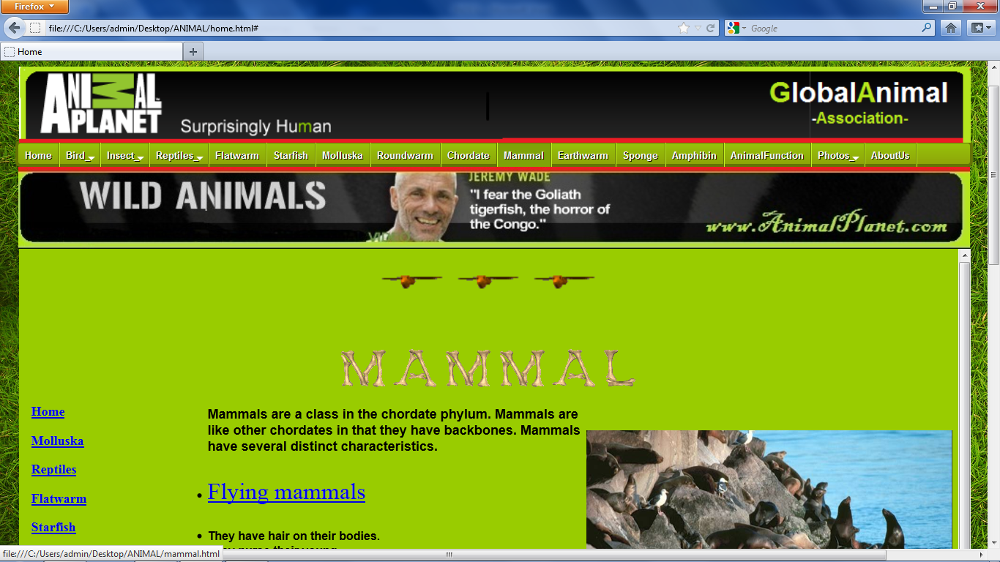 Firefox
file:///C:/Users/admin/Desktop/ANIMAL/home.html#
Google
Home
ANIMAL
PLANET
Surprisingly Human
GlobalAnimal
-Association-
Home Bird Insect Reptiles Flatwarm Starfish Molluska Roundwarm Chordate Mammal Earthwarm Sponge Amphibin AnimalFunction Photos AboutUs
WILD ANIMALS
JEREMY WADE
"I fear the Goliath
tigerfish, the horror of
the Congo."
www.AnimalPlanet.com
MAMMAL
Home
Molluska
Reptiles
Flatwarm
Starfish
Mammals are a class in the chordate phylum. Mammals are
like other chordates in that they have backbones. Mammals
have several distinct characteristics.
Flying mammals
They have hair on their bodies.
file:///C:/Users/admin/Desktop/ANIMAL/mammal.html